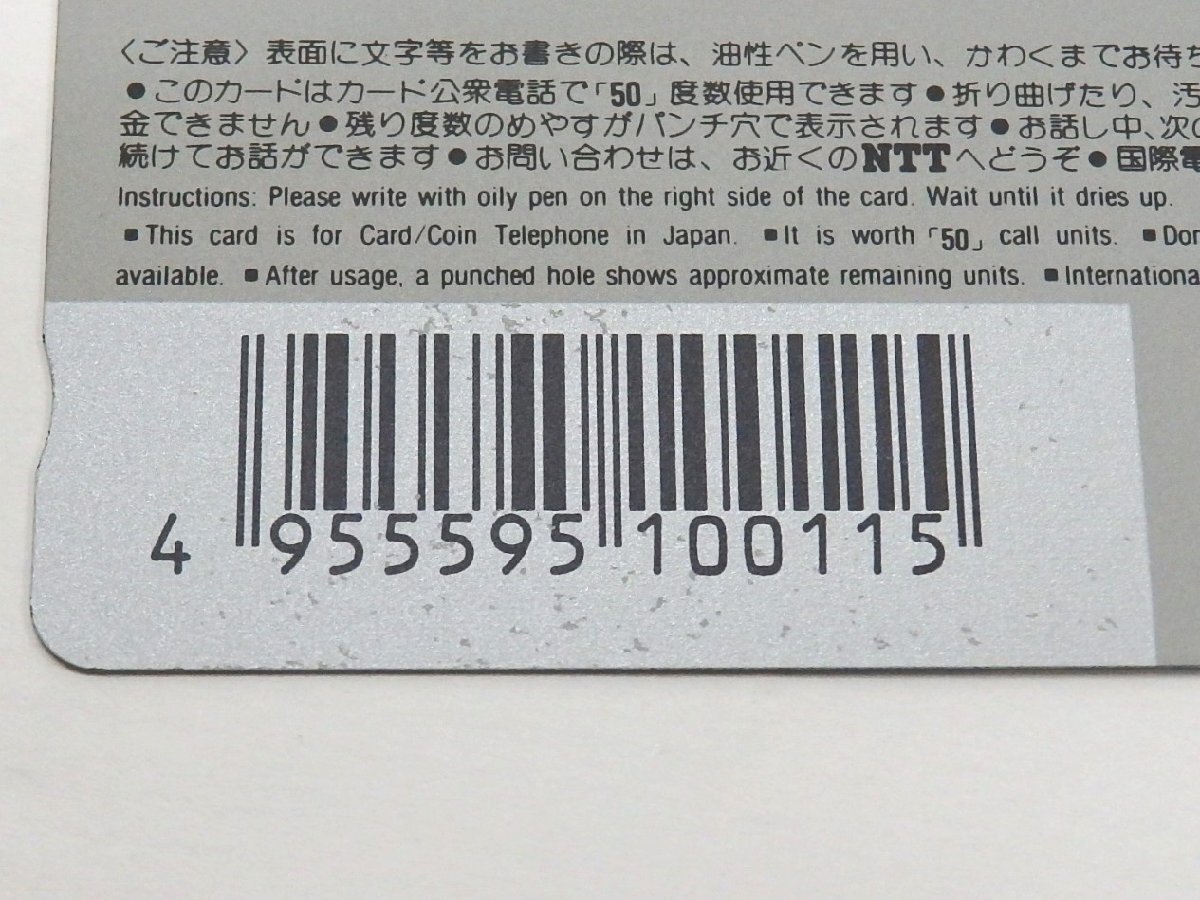 〈ご注意〉表面に文字等をお書きの際は、油性ペンを用い、かわくまでお待ち
●このカードはカード公衆電話で「50」度数使用できます●折り曲げたり、汚
金できません●残り度数のめやすがパンチ穴で表示されます●お話し中、次の
続けてお話ができます●お問い合わせは、お近くのNTTへどうぞ●国際電
Instructions: Please write with oily pen on the right side of the card. Wait until it dries up.
■This card is for Card/Coin Telephone in Japan. ■It is worth「50」call units. ■Don
available. ■After usage, a punched hole shows approximate remaining units. ■Internationa
4 955595 100115